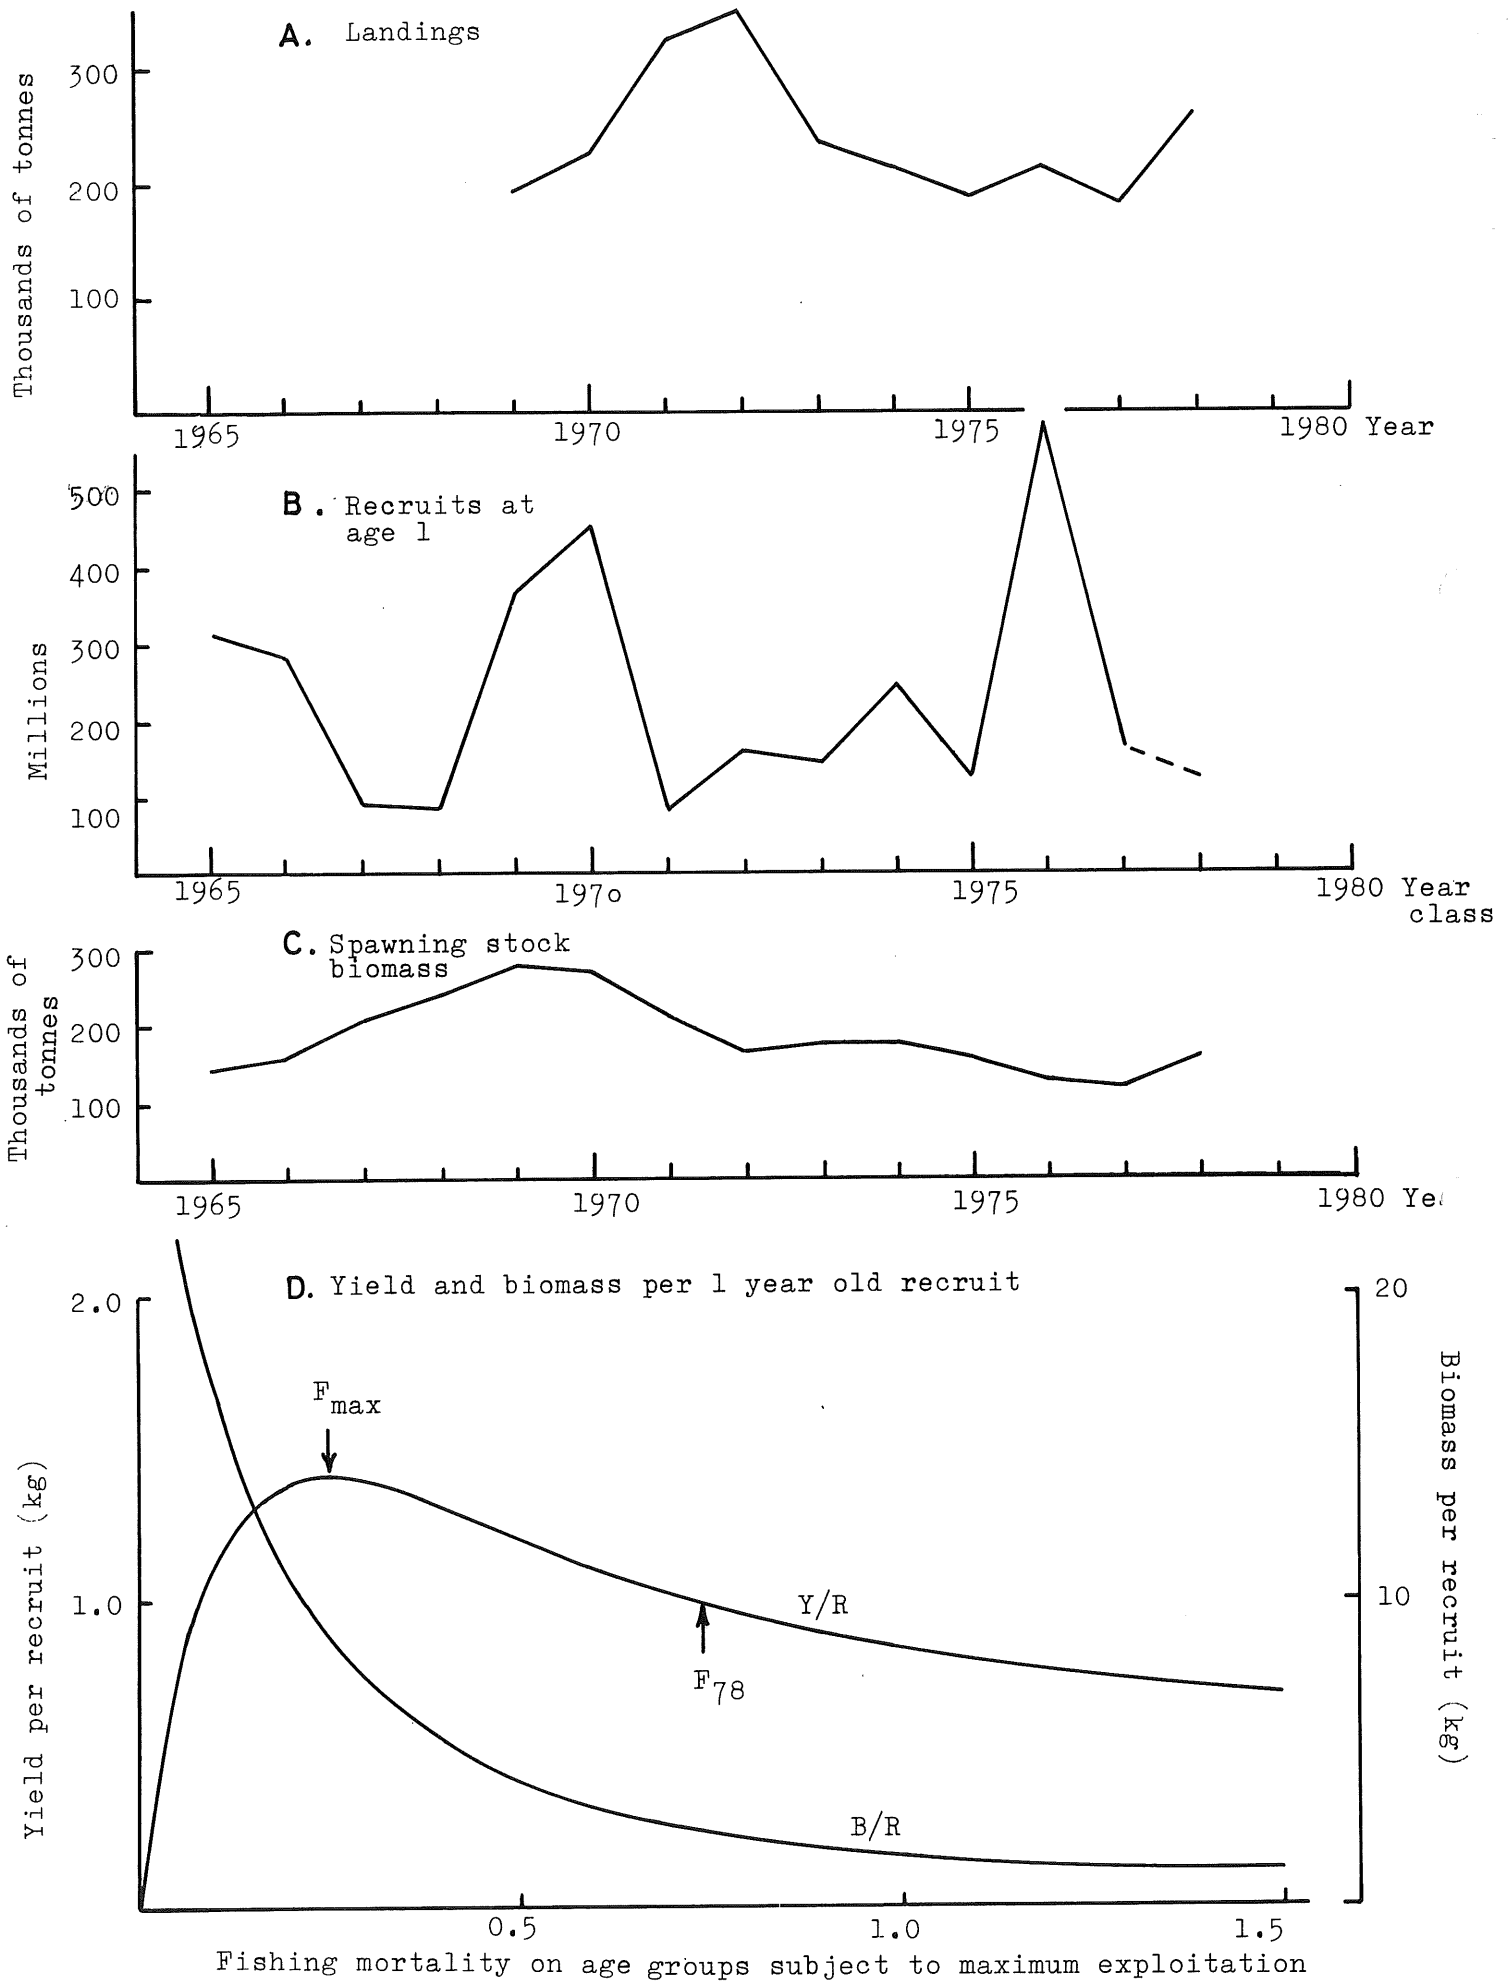 A. Landings
Thousands of tonnes
300
200
100
1965
1970
1975
1980 Year
B. Recruits at
age 1
Millions
500
400
300
200
100
1965
1970
1975
1980 Year
class
C. Spawning stock
biomass
Thousands of
tonnes
300
200
100
1965
1970
1975
1980 Ye
D. Yield and biomass per 1 year old recruit
Yield per recruit (kg)
2.0
1.0
Fmax
F78
Y/R
B/R
20
10
Biomass per recruit (kg)
0.5
1.0
1.5
Fishing mortality on age groups subject to maximum exploitation